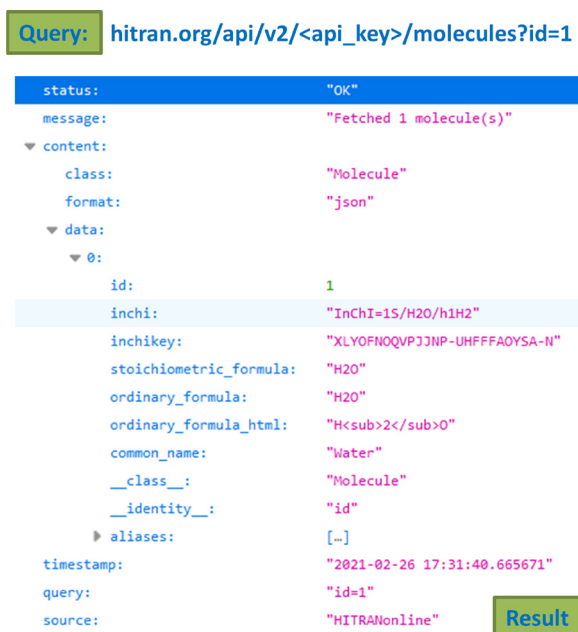 Query: hitran.org/api/v2/<api_key>/molecules?id=1
status: "OK"
message: "Fetched 1 molecule(s)"
content:
class: "Molecule"
format: "json"
data:
0:
id: 1
inchi: "InChI=1S/H2O/h1H2"
inchikey: "XLYOFNOQVPJJNP-UHFFFAOYSA-N"
stoichiometric_formula: "H2O"
ordinary_formula: "H2O"
ordinary_formula_html: "H<sub>2</sub>O"
common_name: "Water"
__class__: "Molecule"
__identity__: "id"
aliases: […]
timestamp: "2021-02-26 17:31:40.665671"
query: "id=1"
source: "HITRANonline" Result